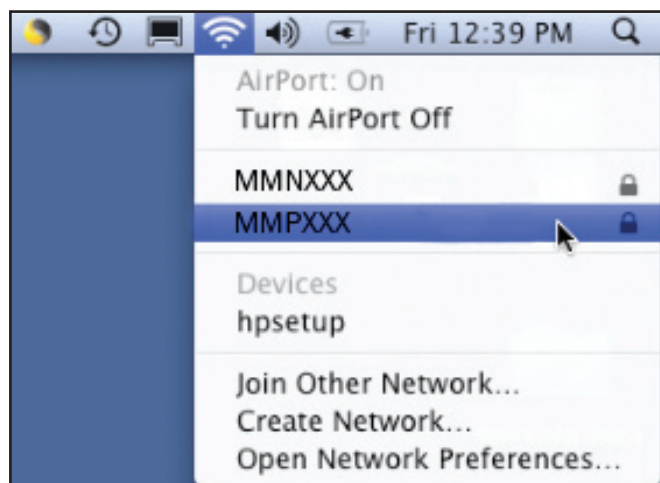 Fri 12:39 PM
AirPort: On
Turn AirPort Off
MMNXXX
MMPXXX
Devices
hpsetup
Join Other Network...
Create Network...
Open Network Preferences...